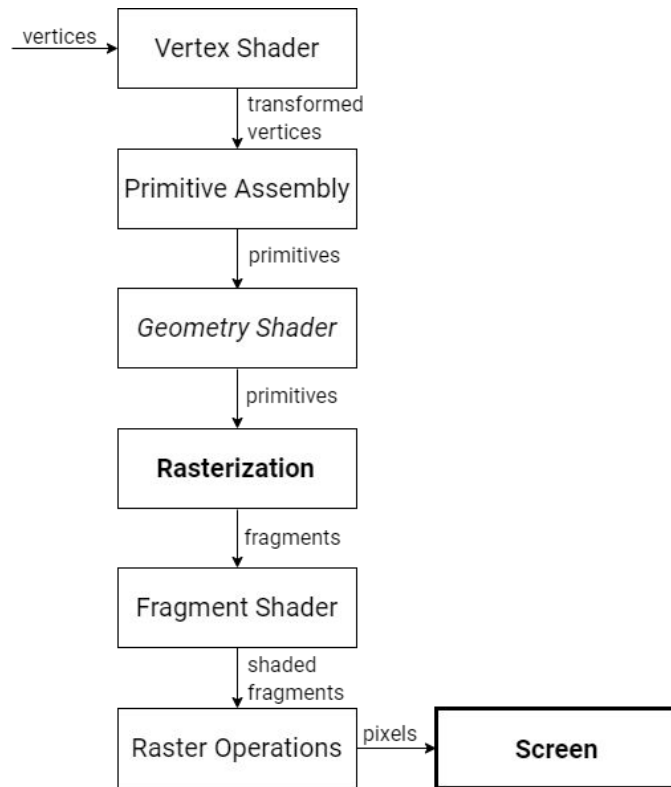 vertices
Vertex Shader
transformed
vertices
Primitive Assembly
primitives
Geometry Shader
primitives
Rasterization
fragments
Fragment Shader
shaded
fragments
Raster Operations
pixels
Screen